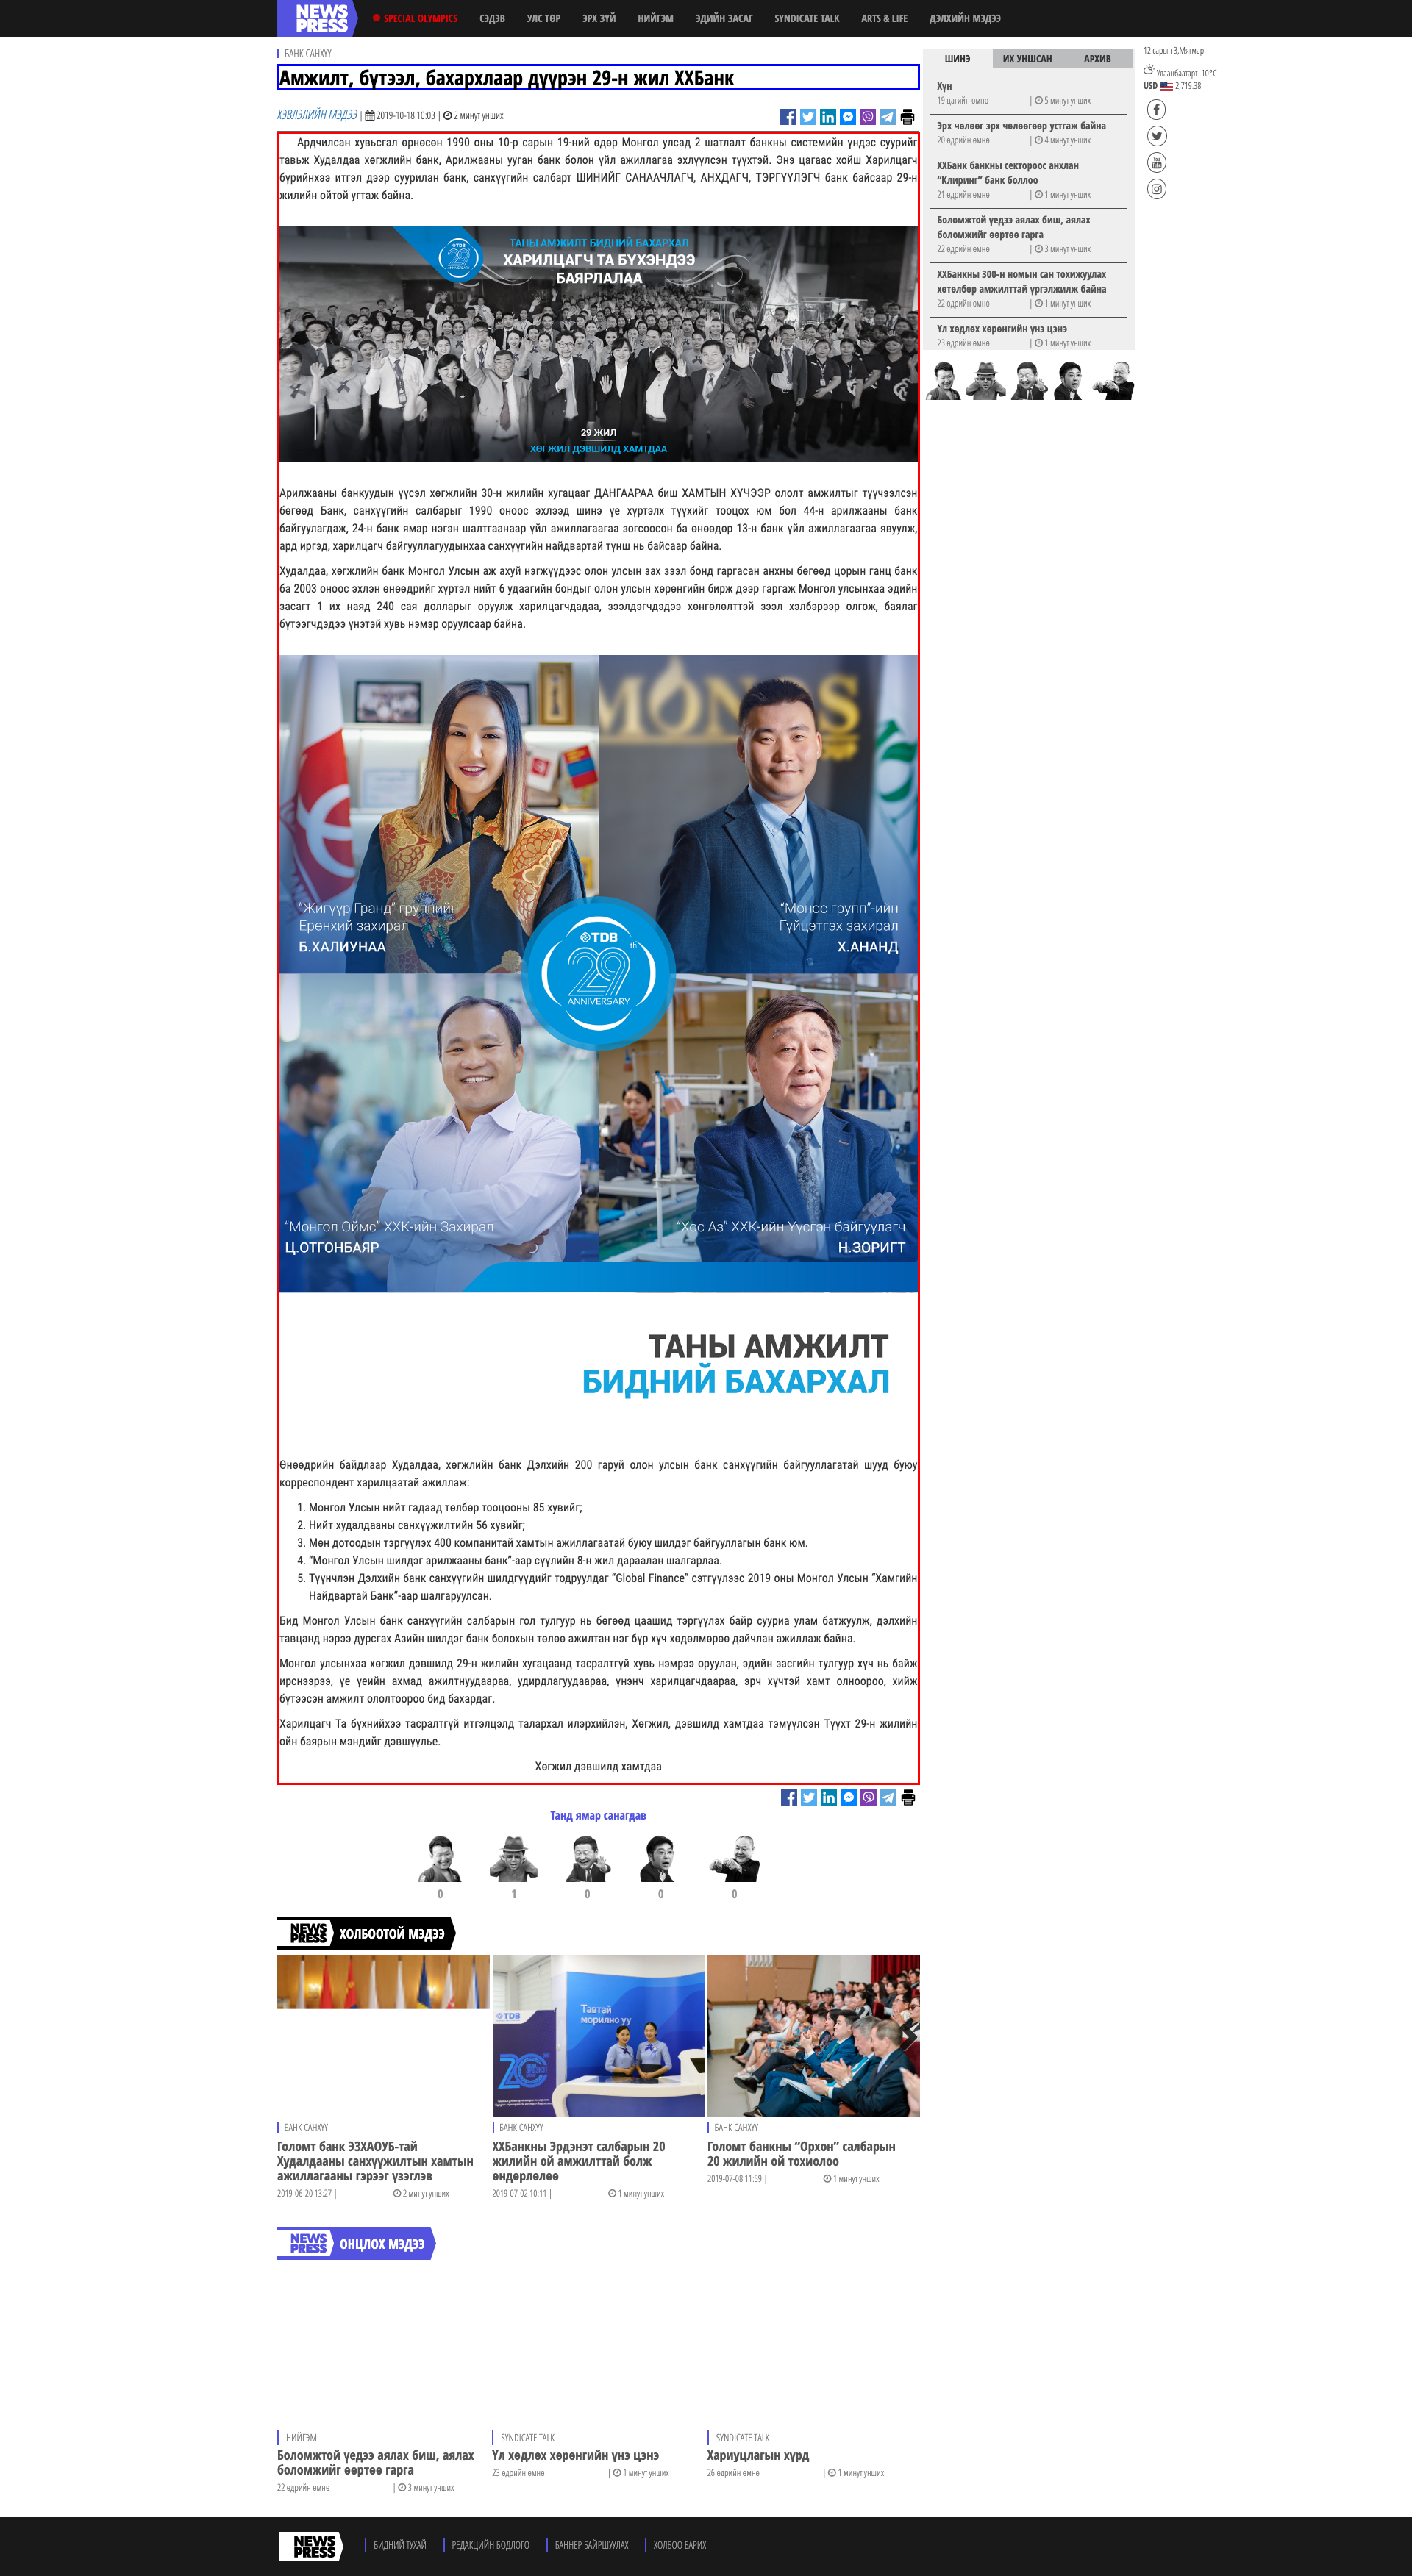 NEWS PRESS
SPECIAL OLYMPICS СЭДЭВ УЛС ТӨР ЭРХ ЗҮЙ НИЙГЭМ ЭДИЙН ЗАСАГ SYNDICATE TALK ARTS & LIFE ДЭЛХИЙН МЭДЭЭ
БАНК САНХҮҮ
Амжилт, бүтээл, бахархлаар дүүрэн 29-н жил ХХБанк
ХЭВЛЭЛИЙН МЭДЭЭ | 2019-10-18 10:03 | 2 минут унших
Ардчилсан хувьсгал өрнөсөн 1990 оны 10-р сарын 19-ний өдөр Монгол улсад 2 шатлалт банкны системийн үндэс суурийг
тавьж Худалдаа хөгжлийн банк, Арилжааны ууган банк болон үйл ажиллагаа эхлүүлсэн түүхтэй. Энэ цагаас хойш Харилцагч
бүрийнхээ итгэл дээр суурилан банк, санхүүгийн салбарт ШИНИЙГ САНААЧЛАГЧ, АНХДАГЧ, ТЭРГҮҮЛЭГЧ банк байсаар 29-н
жилийн ойтой угтаж байна.
29
ТАНЫ АМЖИЛТ БИДНИЙ БАХАРХАЛ
ХАРИЛЦАГЧ ТА БҮХЭНДЭЭ
БАЯРЛАЛАА
29 ЖИЛ
ХӨГЖИЛ ДЭВШИЛД ХАМТДАА
Арилжааны банкуудын үүсэл хөгжлийн 30-н жилийн хугацааг ДАНГААРАА биш ХАМТЫН ХҮЧЭЭР ололт амжилтыг түүчээлсэн
бөгөөд Банк, санхүүгийн салбарыг 1990 оноос эхлээд шинэ үе хүртэлх түүхийг тооцох юм бол 44-н арилжааны банк
байгуулагдаж, 24-н банк ямар нэгэн шалтгаанаар үйл ажиллагаагаа зогсоосон ба өнөөдөр 13-н банк үйл ажиллагаагаа явуулж,
ард иргэд, харилцагч байгууллагуудынхаа санхүүгийн найдвартай түнш нь байсаар байна.
Худалдаа, хөгжлийн банк Монгол Улсын аж ахуй нэгжүүдээс олон улсын зах зээл бонд гаргасан анхны бөгөөд цорын ганц банк
ба 2003 оноос эхлэн өнөөдрийг хүртэл нийт 6 удаагийн бондыг олон улсын хөрөнгийн бирж дээр гаргаж Монгол улсынхаа эдийн
засагт 1 их наяд 240 сая долларыг оруулж харилцагчдадаа, зээлдэгчдэдээ хөнгөлөлттэй зээл хэлбэрээр олгож, баялаг
бүтээгчдэдээ үнэтэй хувь нэмэр оруулсаар байна.
“Жигүүр Гранд” группийн
Ерөнхий захирал
Б.ХАЛИУНАА
“Монос групп”-ийн
Гүйцэтгэх захирал
Х.АНАНД
TDB
29th
ANNIVERSARY
“Монгол Оймс” ХХК-ийн Захирал
Ц.ОТГОНБАЯР
“Хос Аз” ХХК-ийн Үүсгэн байгуулагч
Н.ЗОРИГТ
ТАНЫ АМЖИЛТ
БИДНИЙ БАХАРХАЛ
Өнөөдрийн байдлаар Худалдаа, хөгжлийн банк Дэлхийн 200 гаруй олон улсын банк санхүүгийн байгууллагатай шууд буюу
корреспондент харилцаатай ажиллаж:
1. Монгол Улсын нийт гадаад төлбөр тооцооны 85 хувийг;
2. Нийт худалдааны санхүүжилтийн 56 хувийг;
3. Мөн дотоодын тэргүүлэх 400 компанитай хамтын ажиллагаатай буюу шилдэг байгууллагын банк юм.
4. “Монгол Улсын шилдэг арилжааны банк”-аар сүүлийн 8-н жил дараалан шалгарлаа.
5. Түүнчлэн Дэлхийн банк санхүүгийн шилдгүүдийг тодруулдаг ”Global Finance” сэтгүүлээс 2019 оны Монгол Улсын ”Хамгийн
Найдвартай Банк”-аар шалгаруулсан.
Бид Монгол Улсын банк санхүүгийн салбарын гол тулгуур нь бөгөөд цаашид тэргүүлэх байр сууриа улам батжуулж, дэлхийн
тавцанд нэрээ дурсгах Азийн шилдэг банк болохын төлөө ажилтан нэг бүр хүч хөдөлмөрөө дайчлан ажиллаж байна.
Монгол улсынхаа хөгжил дэвшилд 29-н жилийн хугацаанд тасралтгүй хувь нэмрээ оруулан, эдийн засгийн тулгуур хүч нь байж
ирснээрээ, үе үеийн ахмад ажилтнуудаараа, удирдлагуудаараа, үнэнч харилцагчдаараа, эрч хүчтэй хамт олноороо, хийж
бүтээсэн амжилт ололтоороо бид бахардаг.
Харилцагч Та бүхнийхээ тасралтгүй итгэлцэлд талархал илэрхийлэн, Хөгжил, дэвшилд хамтдаа тэмүүлсэн Түүхт 29-н жилийн
ойн баярын мэндийг дэвшүүлье.
Хөгжил дэвшилд хамтдаа
Танд ямар санагдав
0 1 0 0 0
NEWS PRESS ХОЛБООТОЙ МЭДЭЭ
TDB
Тавтай
морилно уу
БАНК САНХҮҮ
Голомт банк ЭЗХАОУБ-тай
Худалдааны санхүүжилтын хамтын
ажиллагааны гэрээг үзэглэв
2019-06-20 13:27 | 2 минут унших
БАНК САНХҮҮ
ХХБанкны Эрдэнэт салбарын 20
жилийн ой амжилттай болж
өндөрлөлөө
2019-07-02 10:11 | 1 минут унших
БАНК САНХҮҮ
Голомт банкны “Орхон” салбарын
20 жилийн ой тохиолоо
2019-07-08 11:59 | 1 минут унших
NEWS PRESS ОНЦЛОХ МЭДЭЭ
НИЙГЭМ
Боломжтой үедээ аялах биш, аялах
боломжийг өөртөө гарга
22 өдрийн өмнө | 3 минут унших
SYNDICATE TALK
Үл хөдлөх хөрөнгийн үнэ цэнэ
23 өдрийн өмнө | 1 минут унших
SYNDICATE TALK
Хариуцлагын хүрд
26 өдрийн өмнө | 1 минут унших
ШИНЭ ИХ УНШСАН АРХИВ
Хүн
19 цагийн өмнө | 5 минут унших
Эрх чөлөөг эрх чөлөөгөөр устгаж байна
20 өдрийн өмнө | 4 минут унших
ХХБанк банкны сектороос анхлан
“Клиринг” банк боллоо
21 өдрийн өмнө | 1 минут унших
Боломжтой үедээ аялах биш, аялах
боломжийг өөртөө гарга
22 өдрийн өмнө | 3 минут унших
ХХБанкны 300-н номын сан тохижуулах
хөтөлбөр амжилттай үргэлжилж байна
22 өдрийн өмнө | 1 минут унших
Үл хөдлөх хөрөнгийн үнэ цэнэ
23 өдрийн өмнө | 1 минут унших
12 сарын 3,Мягмар
Улаанбаатарт -10°C
USD 2,719.38
NEWS PRESS
БИДНИЙ ТУХАЙ РЕДАКЦИЙН БОДЛОГО БАННЕР БАЙРШУУЛАХ ХОЛБОО БАРИХ